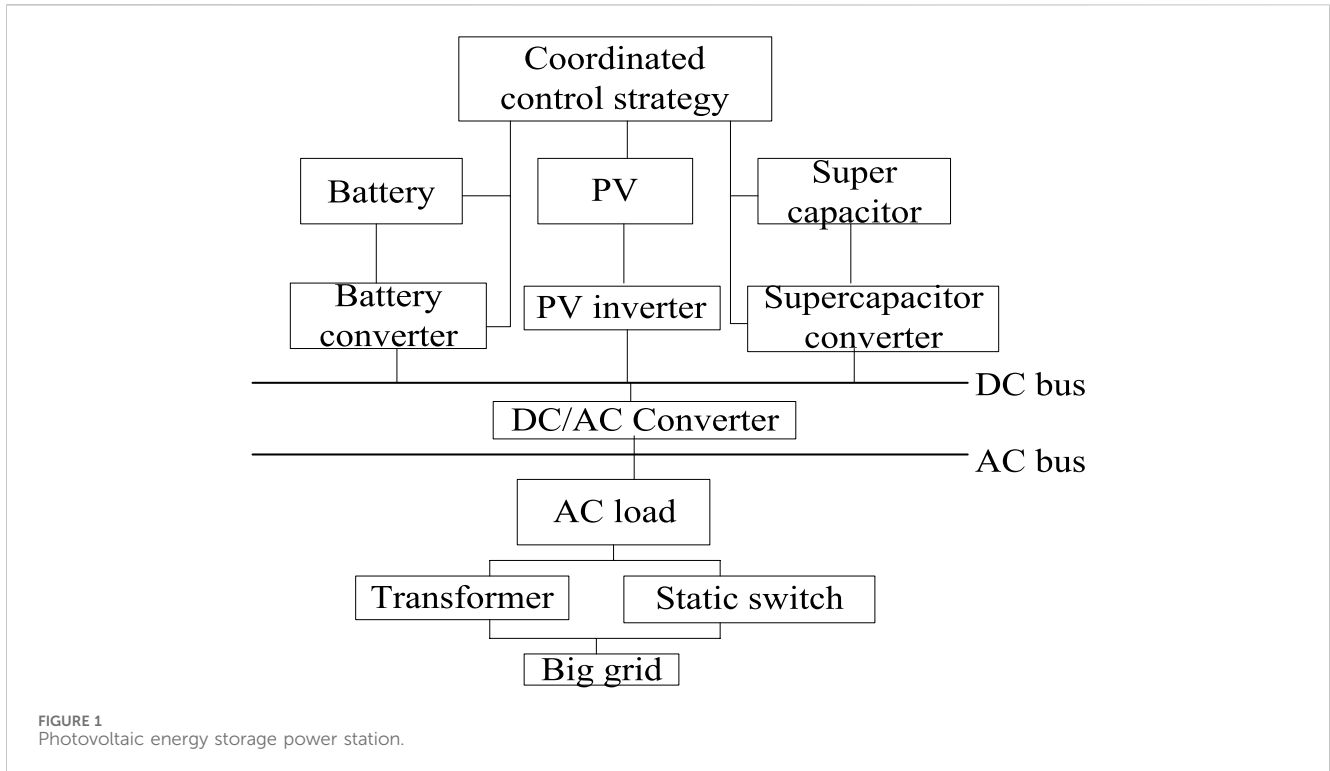 Coordinated
control strategy
Battery
PV
Super
capacitor
Battery
converter
PV inverter
Supercapacitor
converter
DC bus
DC/AC Converter
AC bus
AC load
Transformer
Static switch
Big grid
FIGURE 1
Photovoltaic energy storage power station.